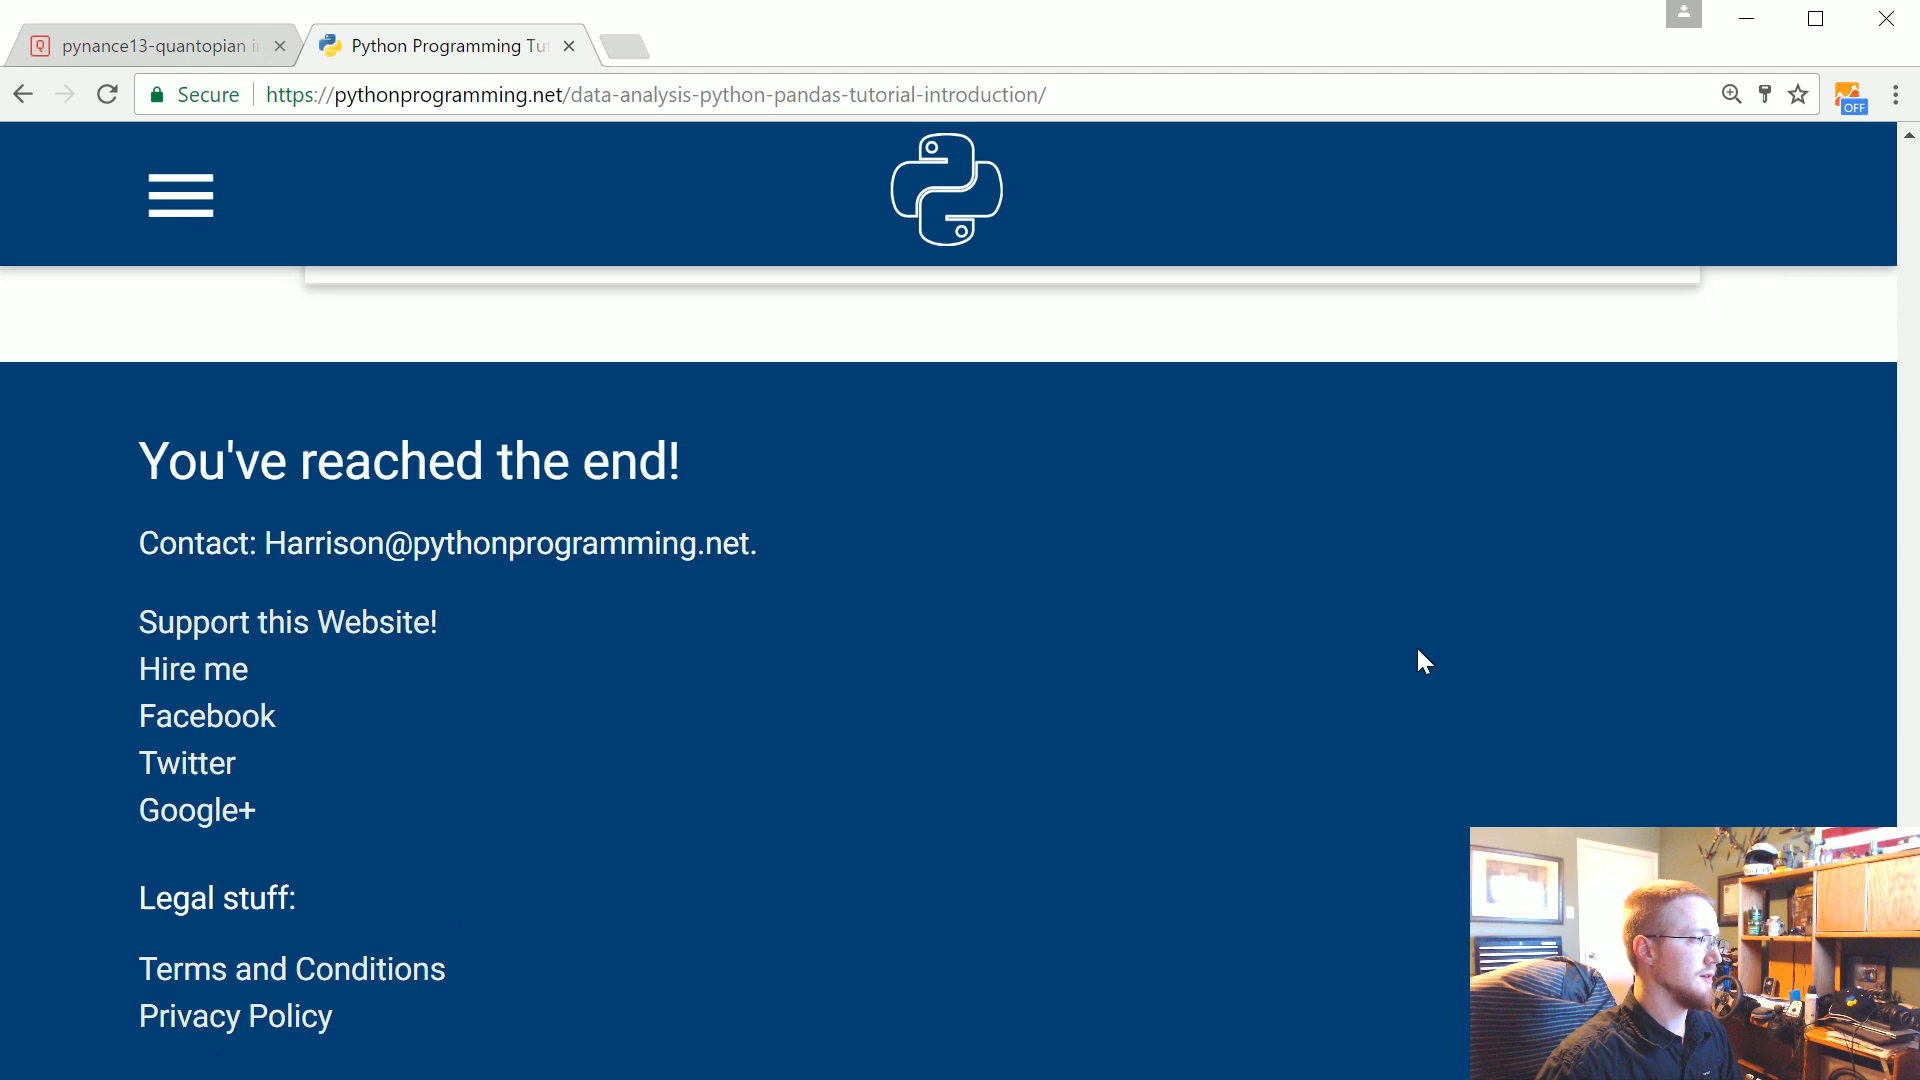 pynance13-quantopian i
Python Programming Tut
Secure
https://pythonprogramming.net/data-analysis-python-pandas-tutorial-introduction/
OFF
You've reached the end!
Contact: Harrison@pythonprogramming.net.
Support this Website!
Hire me
Facebook
Twitter
Google+
Legal stuff:
Terms and Conditions
Privacy Policy